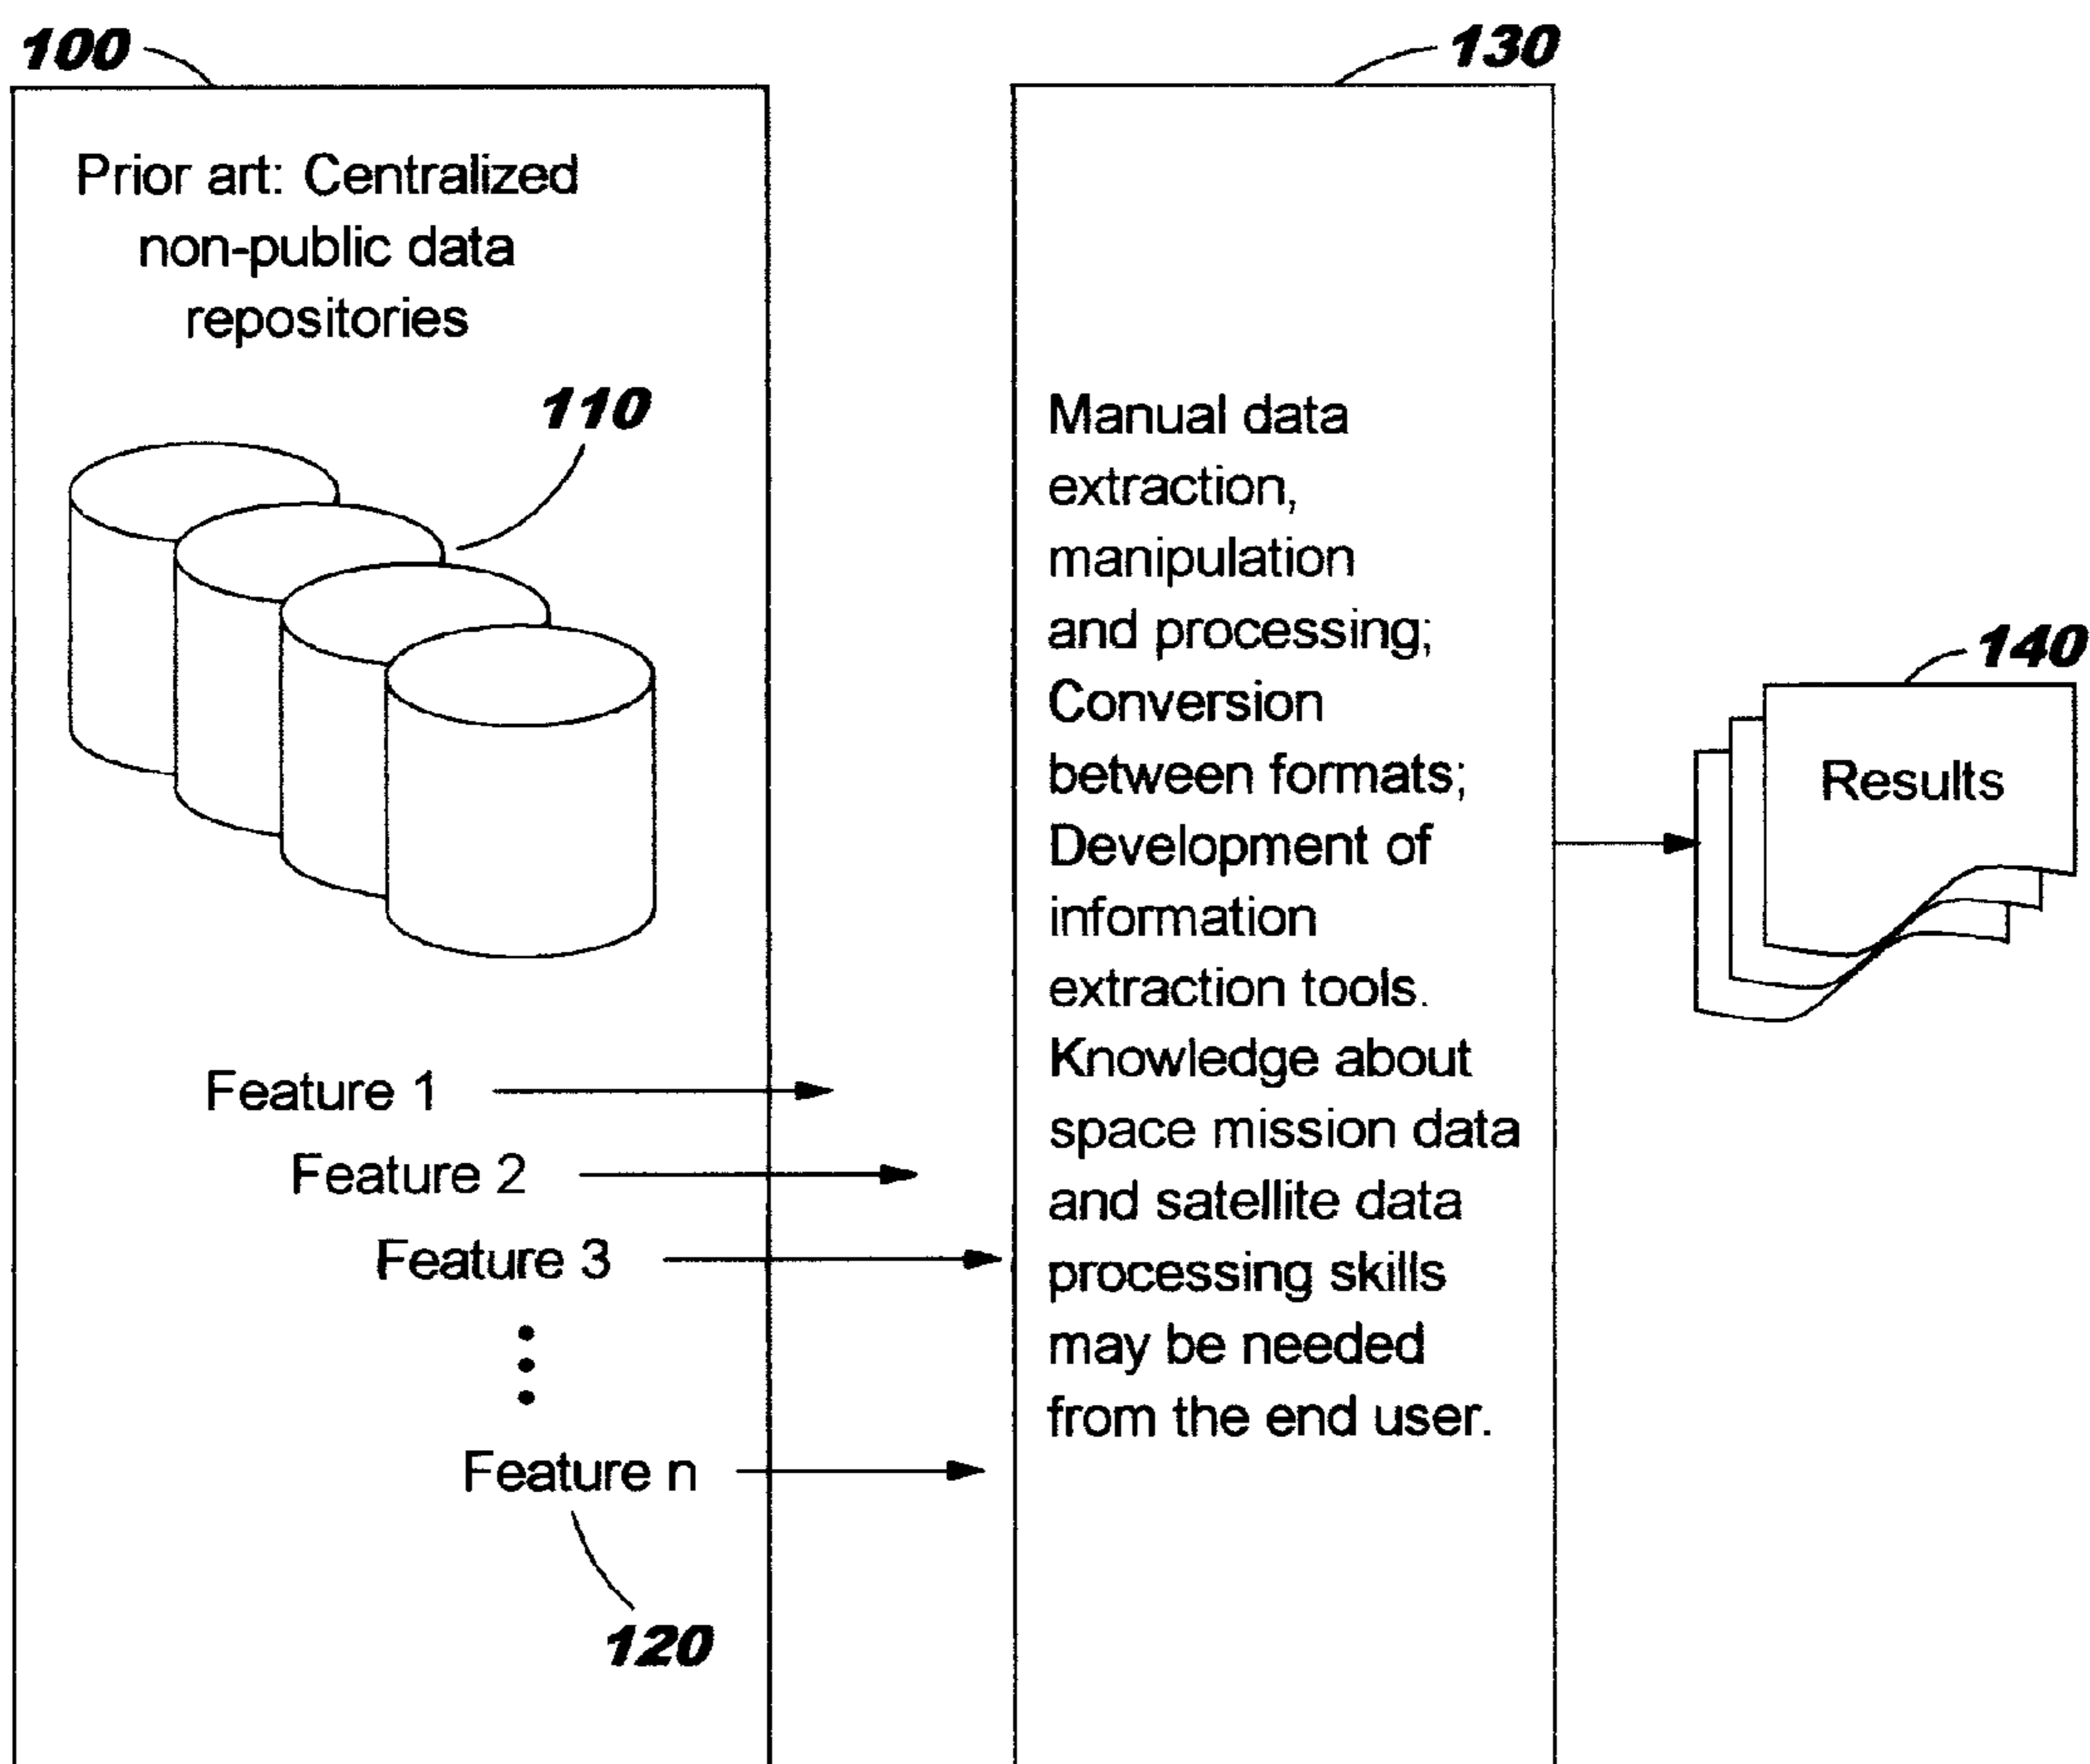 100
130
Prior art: Centralized
non-public data
repositories
110
Manual data
extraction,
manipulation
and processing;
Conversion
between formats;
Development of
information
extraction tools.
Knowledge about
space mission data
and satellite data
processing skills
may be needed
from the end user.
140
Results
Feature 1
Feature 2
Feature 3
Feature n
120